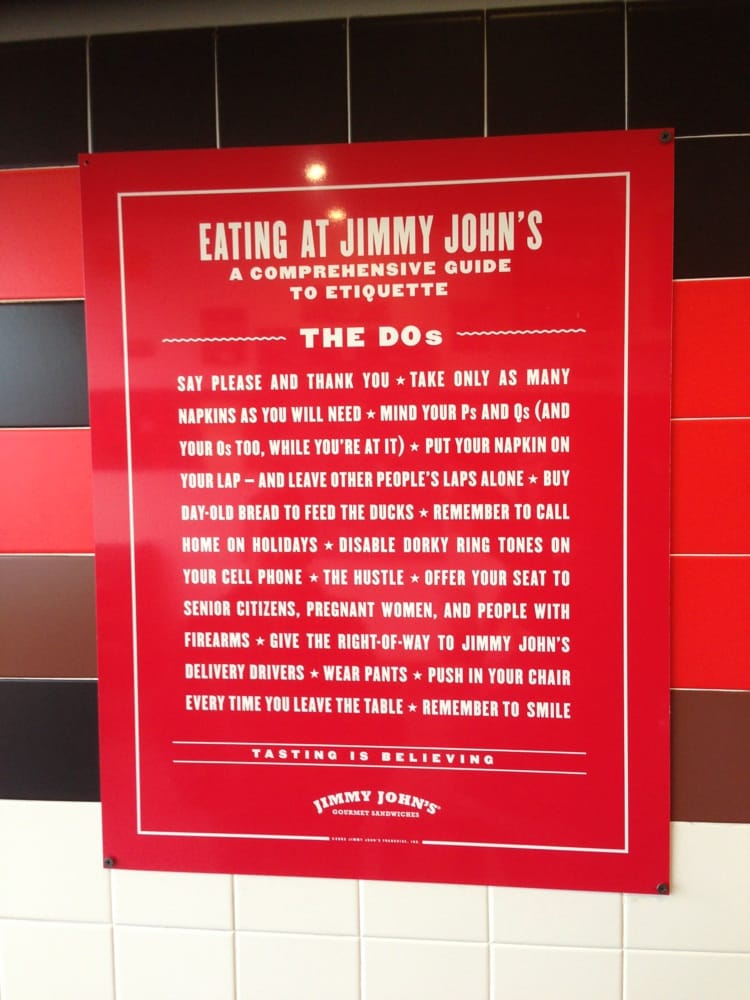 EATING AT JIMMY JOHN'S
A COMPREHENSIVE GUIDE
TO ETIQUETTE
THE DOs
SAY PLEASE AND THANK YOU ★ TAKE ONLY AS MANY
NAPKINS AS YOU WILL NEED ★ MIND YOUR Ps AND Qs (AND
YOUR Os TOO, WHILE YOU'RE AT IT) ★ PUT YOUR NAPKIN ON
YOUR LAP – AND LEAVE OTHER PEOPLE'S LAPS ALONE ★ BUY
DAY-OLD BREAD TO FEED THE DUCKS ★ REMEMBER TO CALL
HOME ON HOLIDAYS ★ DISABLE DORKY RING TONES ON
YOUR CELL PHONE ★ THE HUSTLE ★ OFFER YOUR SEAT TO
SENIOR CITIZENS, PREGNANT WOMEN, AND PEOPLE WITH
FIREARMS ★ GIVE THE RIGHT-OF-WAY TO JIMMY JOHN'S
DELIVERY DRIVERS ★ WEAR PANTS ★ PUSH IN YOUR CHAIR
EVERY TIME YOU LEAVE THE TABLE ★ REMEMBER TO SMILE
TASTING IS BELIEVING
JIMMY JOHN'S®
GOURMET SANDWICHES
JIMMY JOHN'S FRANCHISE, INC.